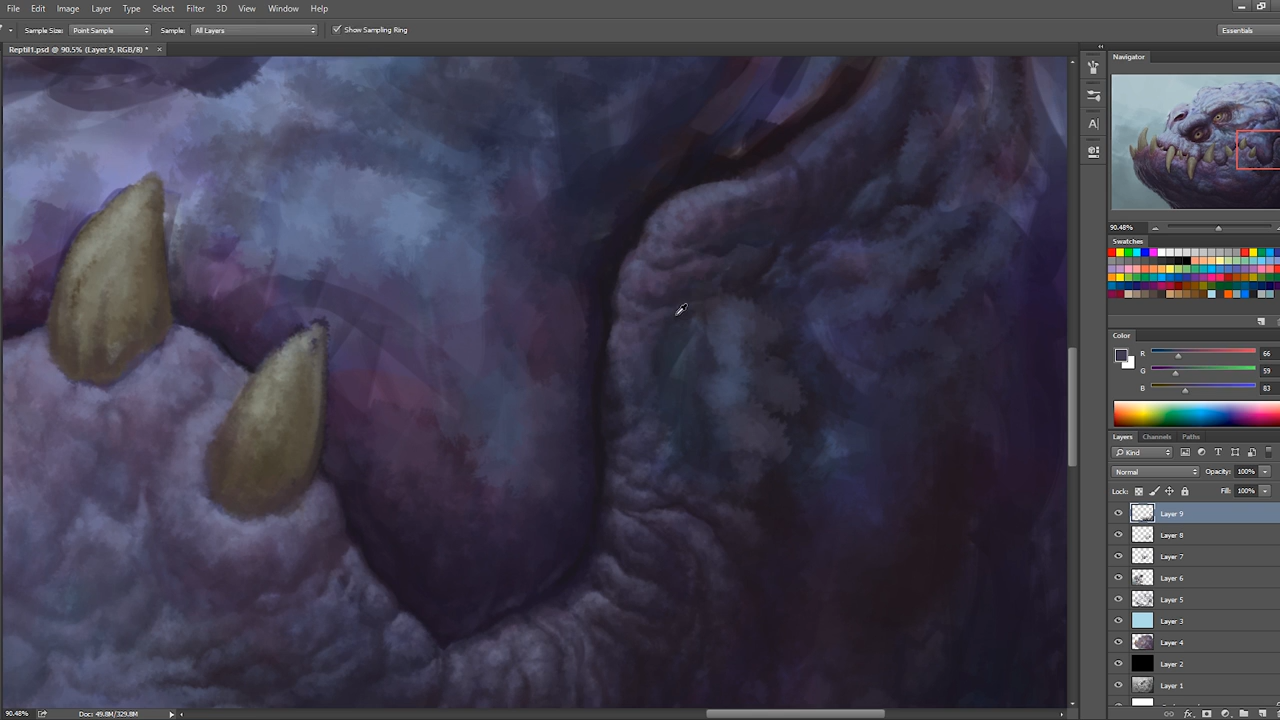 File Edit Image Layer Type Select Filter 3D View Window Help
Sample Size: Point Sample Sample: All Layers Show Sampling Ring Essentials
Reptil1.psd @ 90.5% (Layer 9, RGB/8) * ×
Navigator
90.48%
Swatches
Color
R 66
G 59
B 83
Layers Channels Paths
Kind
Normal Opacity: 100%
Lock: Fill: 100%
Layer 9
Layer 8
Layer 7
Layer 6
Layer 5
Layer 3
Layer 4
Layer 2
Layer 1
90.48% Doc: 49.8M/329.8M